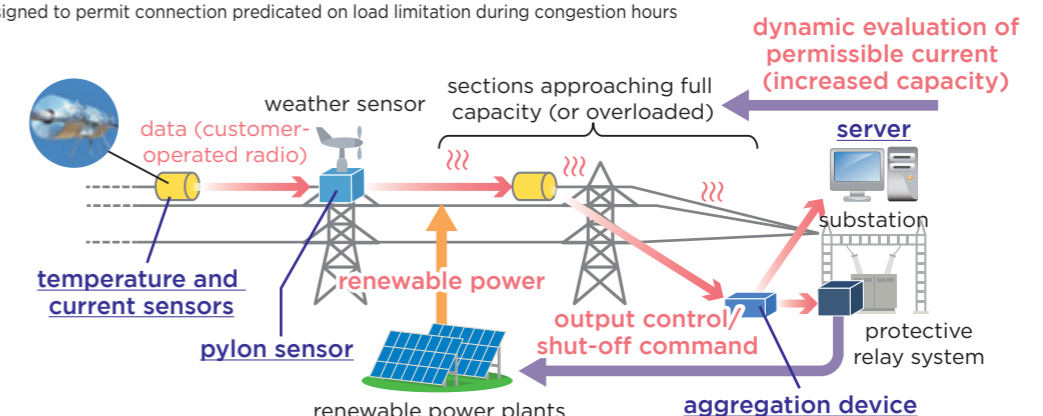 signed to permit connection predicated on load limitation during congestion hours
dynamic evaluation of
permissible current
(increased capacity)
sections approaching full
capacity (or overloaded)
weather sensor
data (customer-
operated radio)
server
substation
temperature and
current sensors
renewable power
pylon sensor
output control/
shut-off command
protective
relay system
aggregation device
renewable power plants